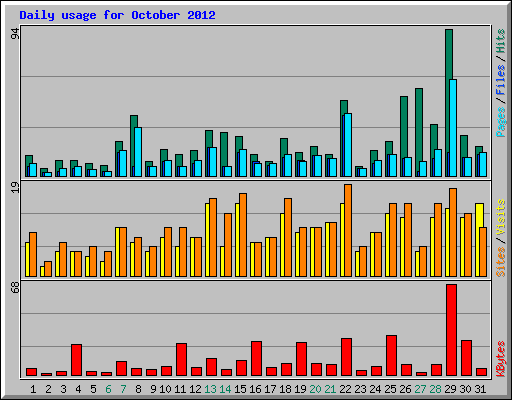 Daily usage for October 2012
94
19
68
Pages / Files / Hits
Sites / Visits
KBytes
1 2 3 4 5 6 7 8 9 10 11 12 13 14 15 16 17 18 19 20 21 22 23 24 25 26 27 28 29 30 31